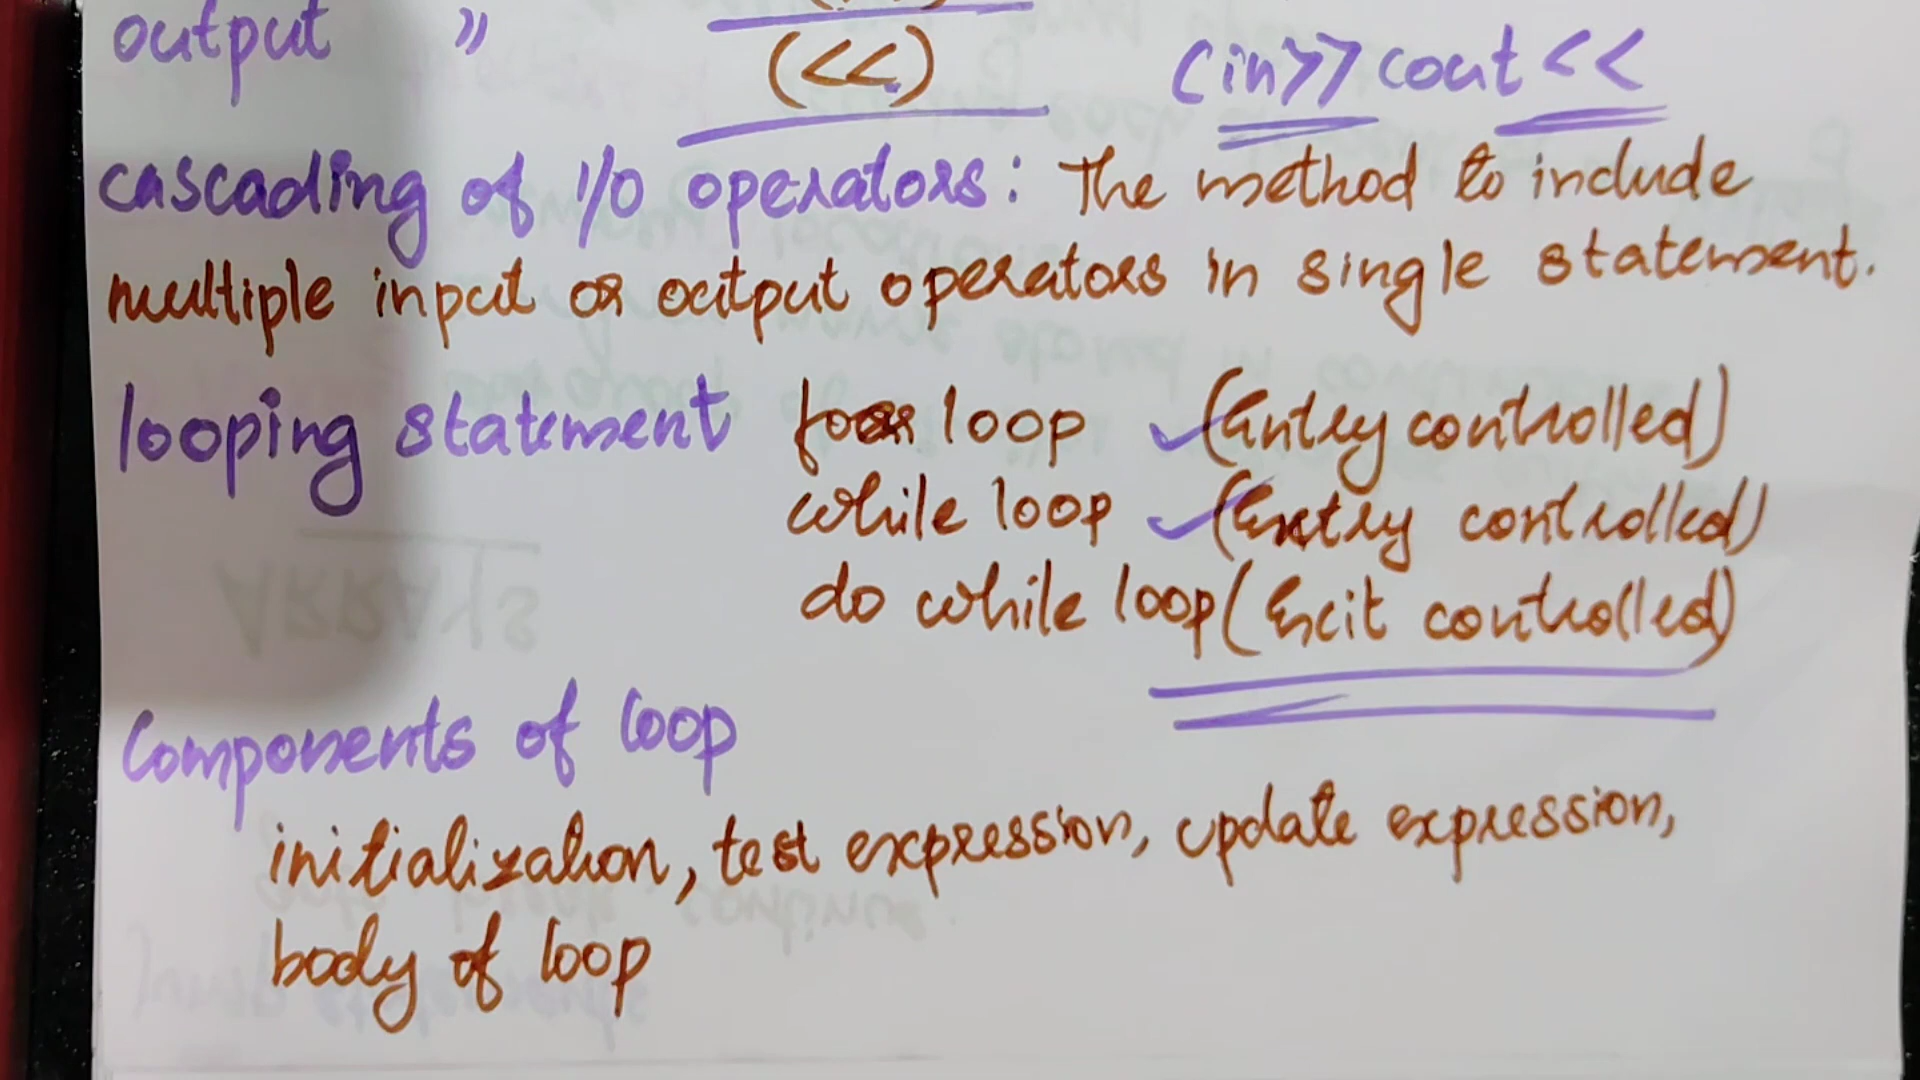 output " (<<) cin>> cout <<
cascading of I/O operators: The method to include
multiple input or output operators in single statement.
looping statement for loop ✓ (Entry controlled)
while loop ✓ (Entry controlled)
do while loop (Exit controlled)
Components of loop
initialization, test expression, update expression,
body of loop